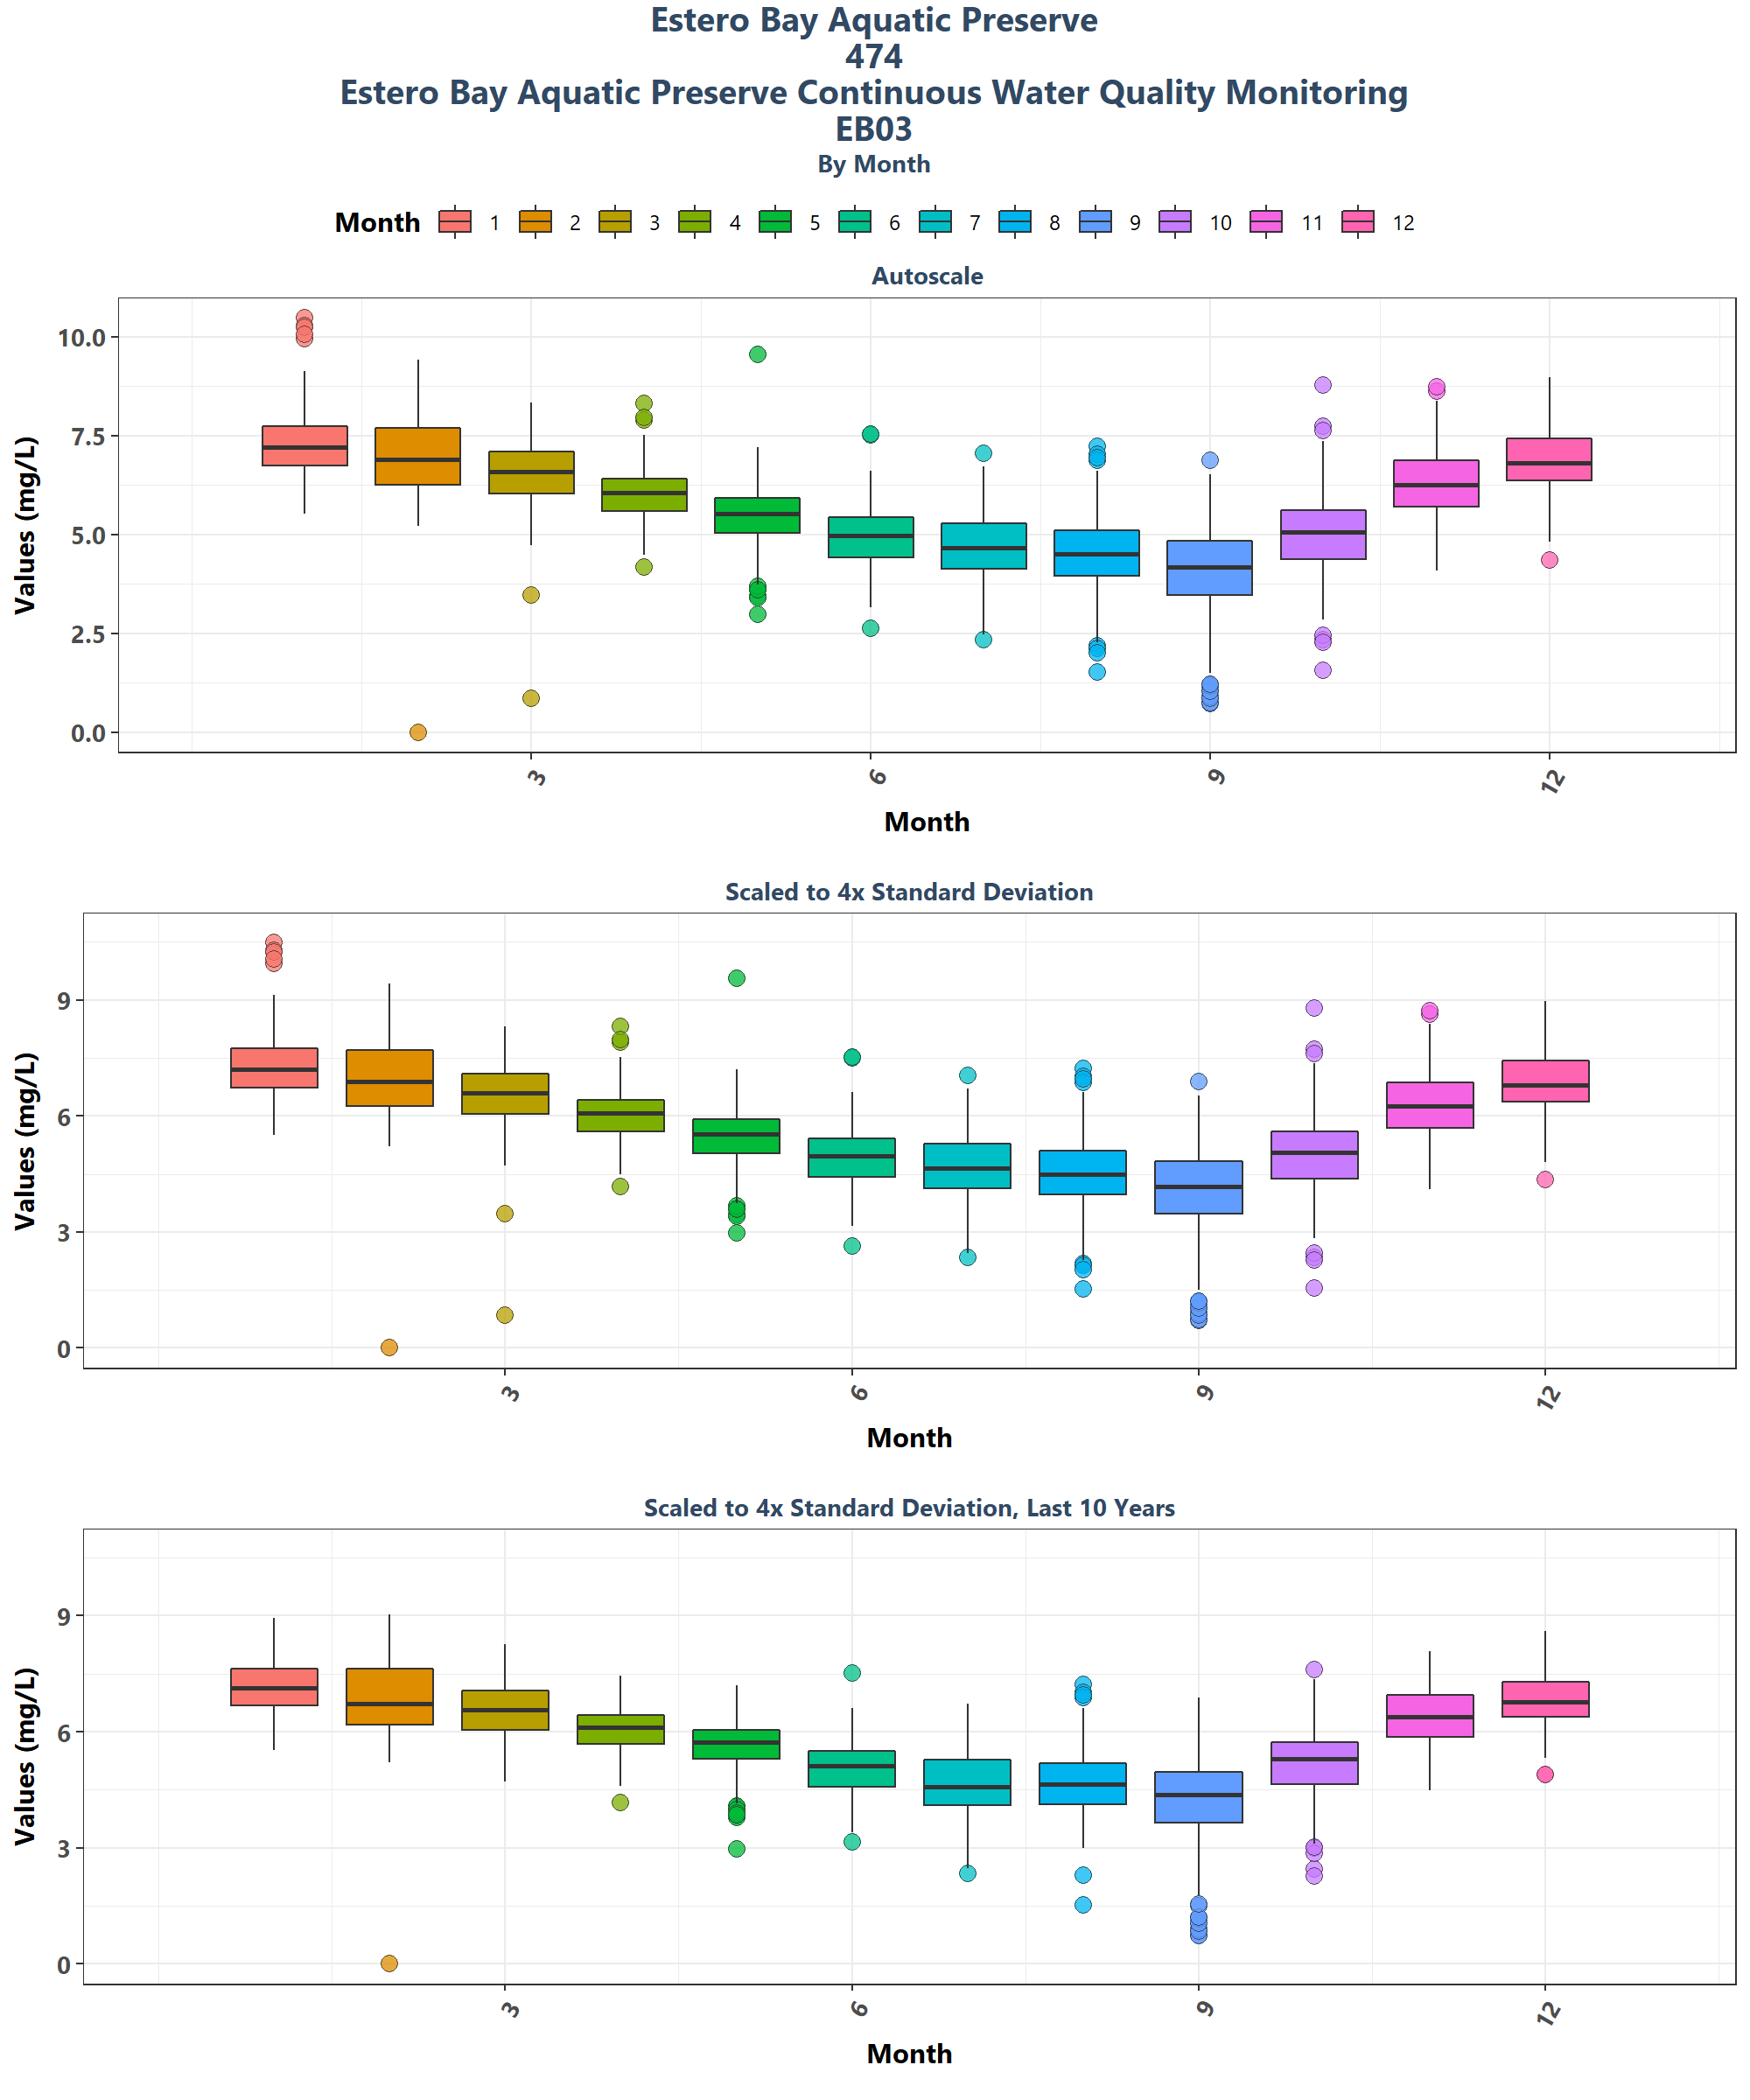 Estero Bay Aquatic Preserve
474
Estero Bay Aquatic Preserve Continuous Water Quality Monitoring
EB03
By Month
Month 1 2 3 4 5 6 7 8 9 10 11 12
Autoscale
Values (mg/L)
10.0
7.5
5.0
2.5
0.0
3 6 9 12
Month
Scaled to 4x Standard Deviation
Values (mg/L)
9
6
3
0
3 6 9 12
Month
Scaled to 4x Standard Deviation, Last 10 Years
Values (mg/L)
9
6
3
0
3 6 9 12
Month